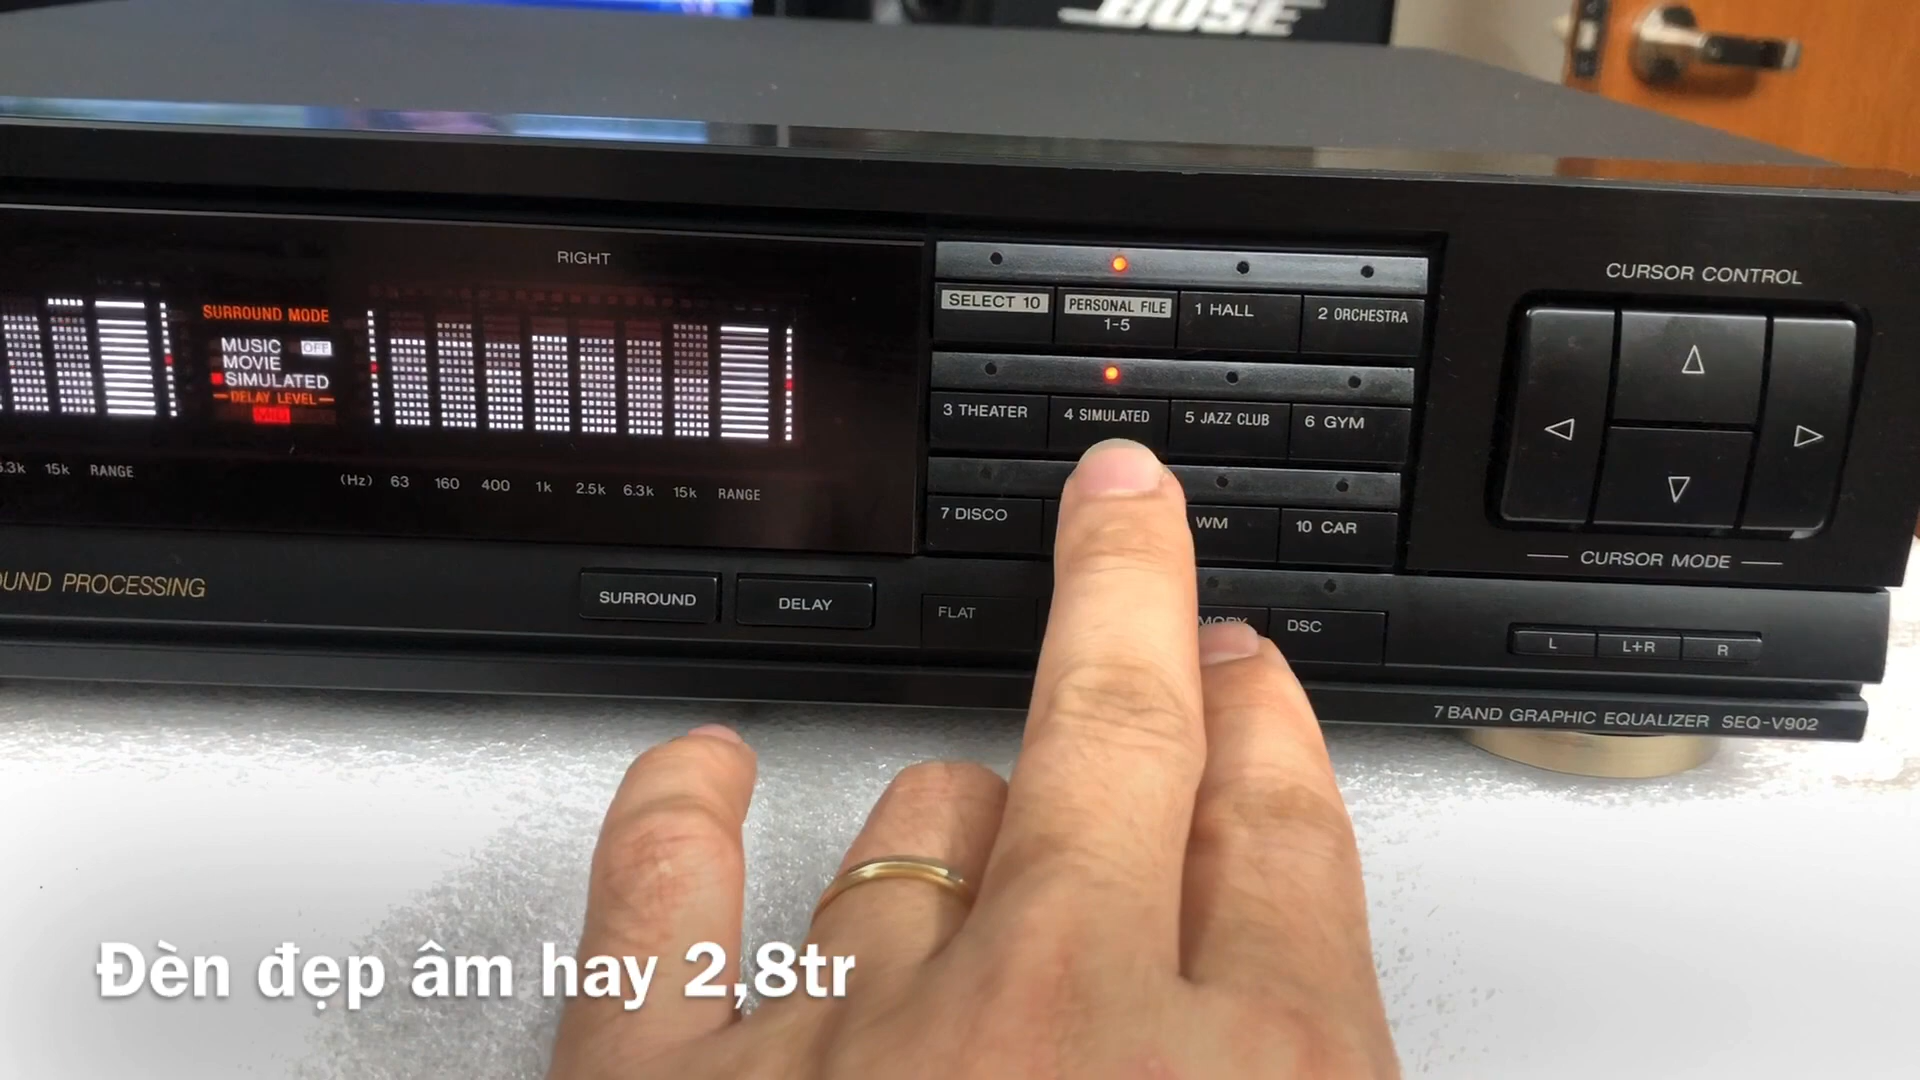 BOSE
RIGHT
SURROUND MODE
MUSIC OFF
MOVIE
SIMULATED
DELAY LEVEL
15k RANGE
(Hz) 63 160 400 1k 2.5k 6.3k 15k RANGE
SELECT 10
PERSONAL FILE
1-5
1 HALL
2 ORCHESTRA
3 THEATER
4 SIMULATED
5 JAZZ CLUB
6 GYM
7 DISCO
WM
10 CAR
FLAT
DSC
CURSOR CONTROL
CURSOR MODE
L
L+R
R
PROCESSING
SURROUND
DELAY
7 BAND GRAPHIC EQUALIZER SEQ-V902
Đèn đẹp âm hay 2,8tr